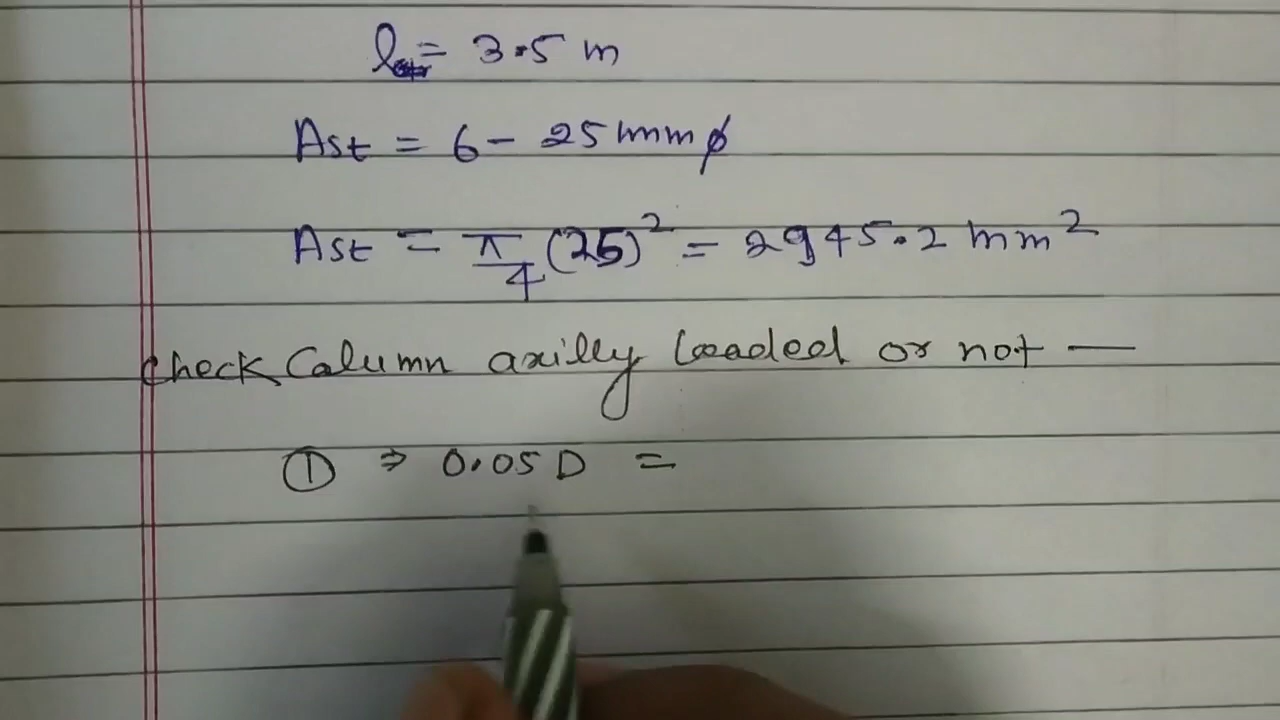 l = 3.5 m
Ast = 6 - 25 mm φ
Ast = π/4 (25)² = 2945.2 mm²
Check Column axilly Loaded or not —
① ⇒ 0.05 D =